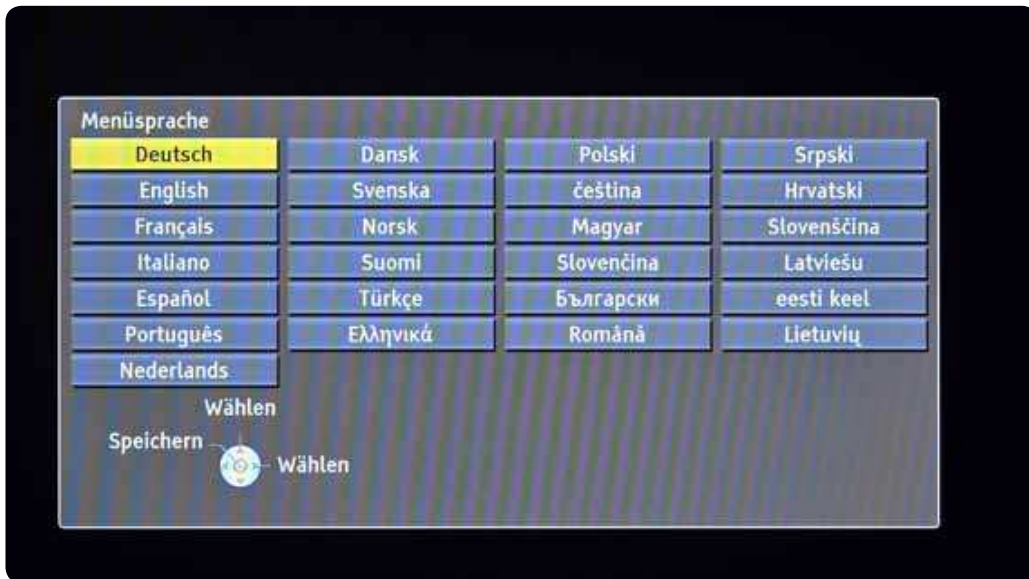 Menüsprache
Deutsch Dansk Polski Srpski
English Svenska čeština Hrvatski
Français Norsk Magyar Slovenščina
Italiano Suomi Slovenčina Latviešu
Español Türkçe Български eesti keel
Português Ελληνικά Română Lietuvių
Nederlands
Wählen
Speichern
Wählen